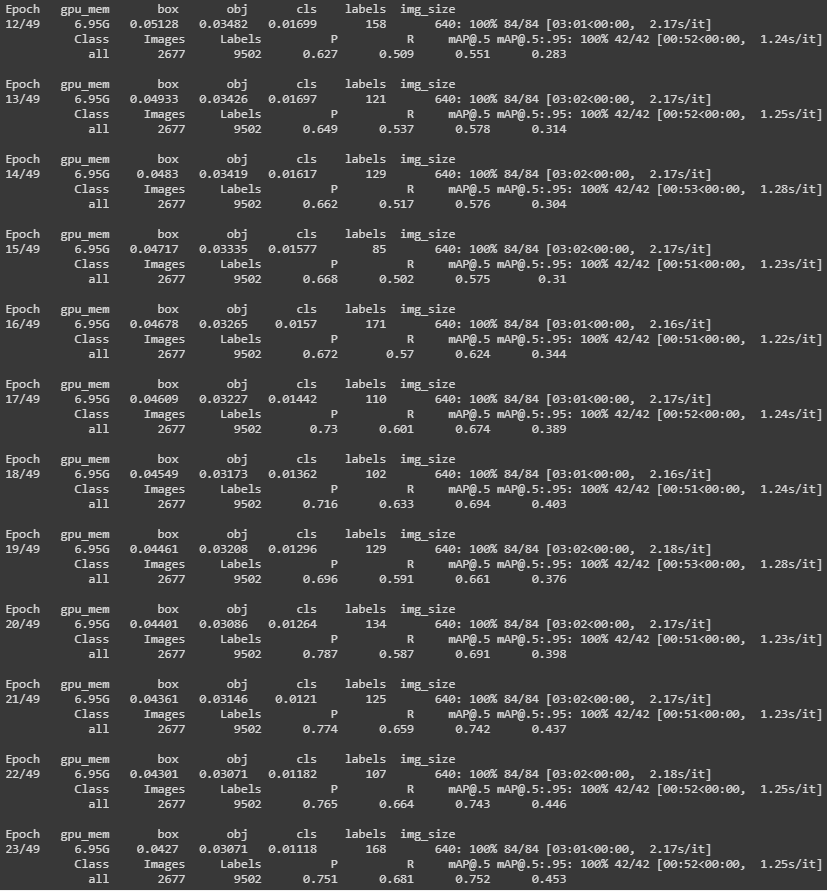 Epoch gpu_mem box obj cls labels img_size
12/49 6.95G 0.05128 0.03482 0.01699 158 640: 100% 84/84 [03:01<00:00, 2.17s/it]
Class Images Labels P R mAP@.5 mAP@.5:.95: 100% 42/42 [00:52<00:00, 1.24s/it]
all 2677 9502 0.627 0.509 0.551 0.283
Epoch gpu_mem box obj cls labels img_size
13/49 6.95G 0.04933 0.03426 0.01697 121 640: 100% 84/84 [03:02<00:00, 2.17s/it]
Class Images Labels P R mAP@.5 mAP@.5:.95: 100% 42/42 [00:52<00:00, 1.25s/it]
all 2677 9502 0.649 0.537 0.578 0.314
Epoch gpu_mem box obj cls labels img_size
14/49 6.95G 0.0483 0.03419 0.01617 129 640: 100% 84/84 [03:02<00:00, 2.17s/it]
Class Images Labels P R mAP@.5 mAP@.5:.95: 100% 42/42 [00:53<00:00, 1.28s/it]
all 2677 9502 0.662 0.517 0.576 0.304
Epoch gpu_mem box obj cls labels img_size
15/49 6.95G 0.04717 0.03335 0.01577 85 640: 100% 84/84 [03:02<00:00, 2.17s/it]
Class Images Labels P R mAP@.5 mAP@.5:.95: 100% 42/42 [00:51<00:00, 1.23s/it]
all 2677 9502 0.668 0.502 0.575 0.31
Epoch gpu_mem box obj cls labels img_size
16/49 6.95G 0.04678 0.03265 0.0157 171 640: 100% 84/84 [03:01<00:00, 2.16s/it]
Class Images Labels P R mAP@.5 mAP@.5:.95: 100% 42/42 [00:51<00:00, 1.22s/it]
all 2677 9502 0.672 0.57 0.624 0.344
Epoch gpu_mem box obj cls labels img_size
17/49 6.95G 0.04609 0.03227 0.01442 110 640: 100% 84/84 [03:01<00:00, 2.17s/it]
Class Images Labels P R mAP@.5 mAP@.5:.95: 100% 42/42 [00:52<00:00, 1.24s/it]
all 2677 9502 0.73 0.601 0.674 0.389
Epoch gpu_mem box obj cls labels img_size
18/49 6.95G 0.04549 0.03173 0.01362 102 640: 100% 84/84 [03:01<00:00, 2.16s/it]
Class Images Labels P R mAP@.5 mAP@.5:.95: 100% 42/42 [00:51<00:00, 1.24s/it]
all 2677 9502 0.716 0.633 0.694 0.403
Epoch gpu_mem box obj cls labels img_size
19/49 6.95G 0.04461 0.03208 0.01296 129 640: 100% 84/84 [03:02<00:00, 2.18s/it]
Class Images Labels P R mAP@.5 mAP@.5:.95: 100% 42/42 [00:53<00:00, 1.28s/it]
all 2677 9502 0.696 0.591 0.661 0.376
Epoch gpu_mem box obj cls labels img_size
20/49 6.95G 0.04401 0.03086 0.01264 134 640: 100% 84/84 [03:02<00:00, 2.17s/it]
Class Images Labels P R mAP@.5 mAP@.5:.95: 100% 42/42 [00:51<00:00, 1.23s/it]
all 2677 9502 0.787 0.587 0.691 0.398
Epoch gpu_mem box obj cls labels img_size
21/49 6.95G 0.04361 0.03146 0.0121 125 640: 100% 84/84 [03:02<00:00, 2.17s/it]
Class Images Labels P R mAP@.5 mAP@.5:.95: 100% 42/42 [00:51<00:00, 1.23s/it]
all 2677 9502 0.774 0.659 0.742 0.437
Epoch gpu_mem box obj cls labels img_size
22/49 6.95G 0.04301 0.03071 0.01182 107 640: 100% 84/84 [03:02<00:00, 2.18s/it]
Class Images Labels P R mAP@.5 mAP@.5:.95: 100% 42/42 [00:52<00:00, 1.25s/it]
all 2677 9502 0.765 0.664 0.743 0.446
Epoch gpu_mem box obj cls labels img_size
23/49 6.95G 0.0427 0.03071 0.01118 168 640: 100% 84/84 [03:01<00:00, 2.17s/it]
Class Images Labels P R mAP@.5 mAP@.5:.95: 100% 42/42 [00:52<00:00, 1.25s/it]
all 2677 9502 0.751 0.681 0.752 0.453